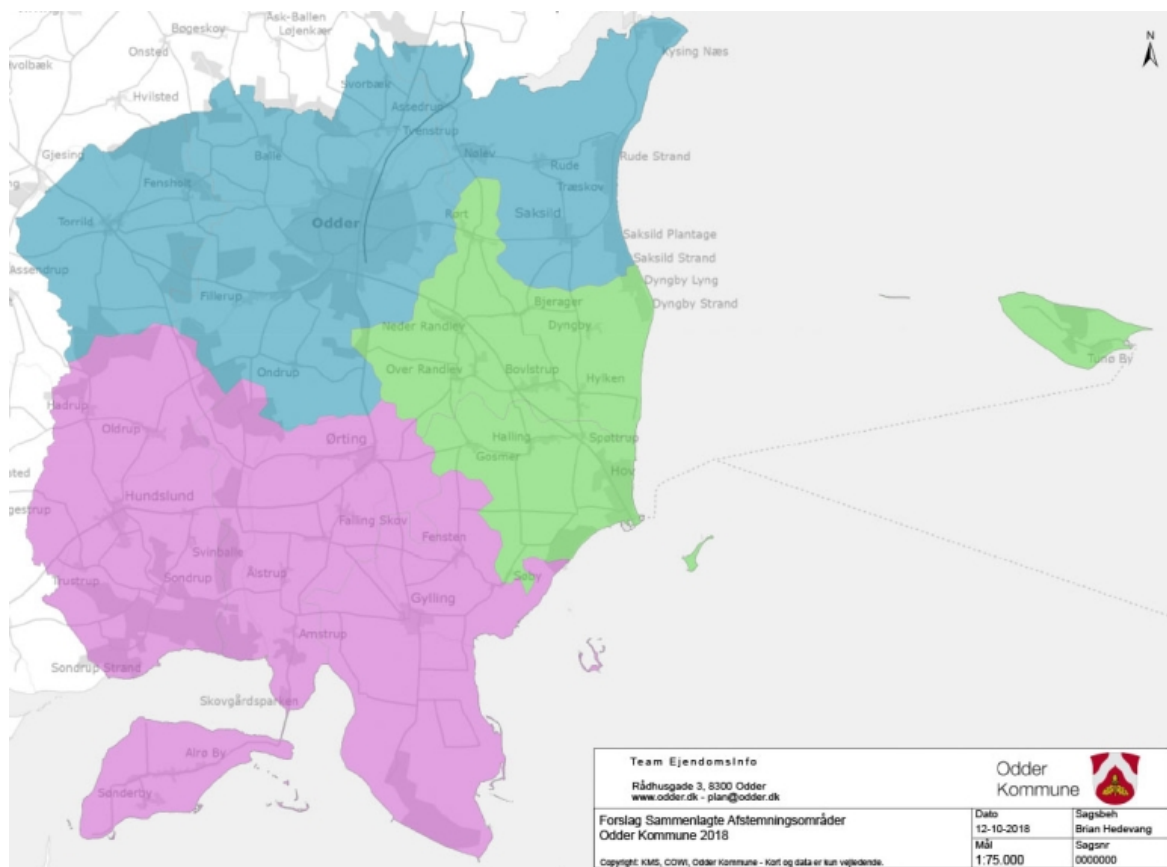 Ask-Ballen
Bøgeskov
Løjenkær
Onsted
Kysing Næs
N
Hvilsted
Svorbæk
Assedrup
Tvenstrup
Gjesing
Balle
Nølev
Rude
Rude Strand
Fensholt
Træskov
Torrild
Odder
Rørt
Saksild
Saksild Plantage
Saksild Strand
Assendrup
Dyngby Lyng
Fillerup
Bjerager
Dyngby Strand
Neder Randlev
Dyngby
Tunø By
Ondrup
Over Randlev
Bovlstrup
Hylken
Hadrup
Oldrup
Ørting
Halling
Spøttrup
Gosmer
Hov
Hundslund
Falling Skov
Fensten
Svinballe
Trustrup
Sondrup
Ålstrup
Søby
Gylling
Amstrup
Sondrup Strand
Skovgårdsparken
Alrø By
Sønderby
Team EjendomsInfo
Rådhusgade 3, 8300 Odder
www.odder.dk - plan@odder.dk
Odder
Kommune
Forslag Sammenlagte Afstemningsområder
Odder Kommune 2018
Copyright: KMS, COWI, Odder Kommune - Kort og data er kun vejledende.
Dato
12-10-2018
Sagsbeh
Brian Hedevang
Mål
1:75.000
Sagsnr
0000000